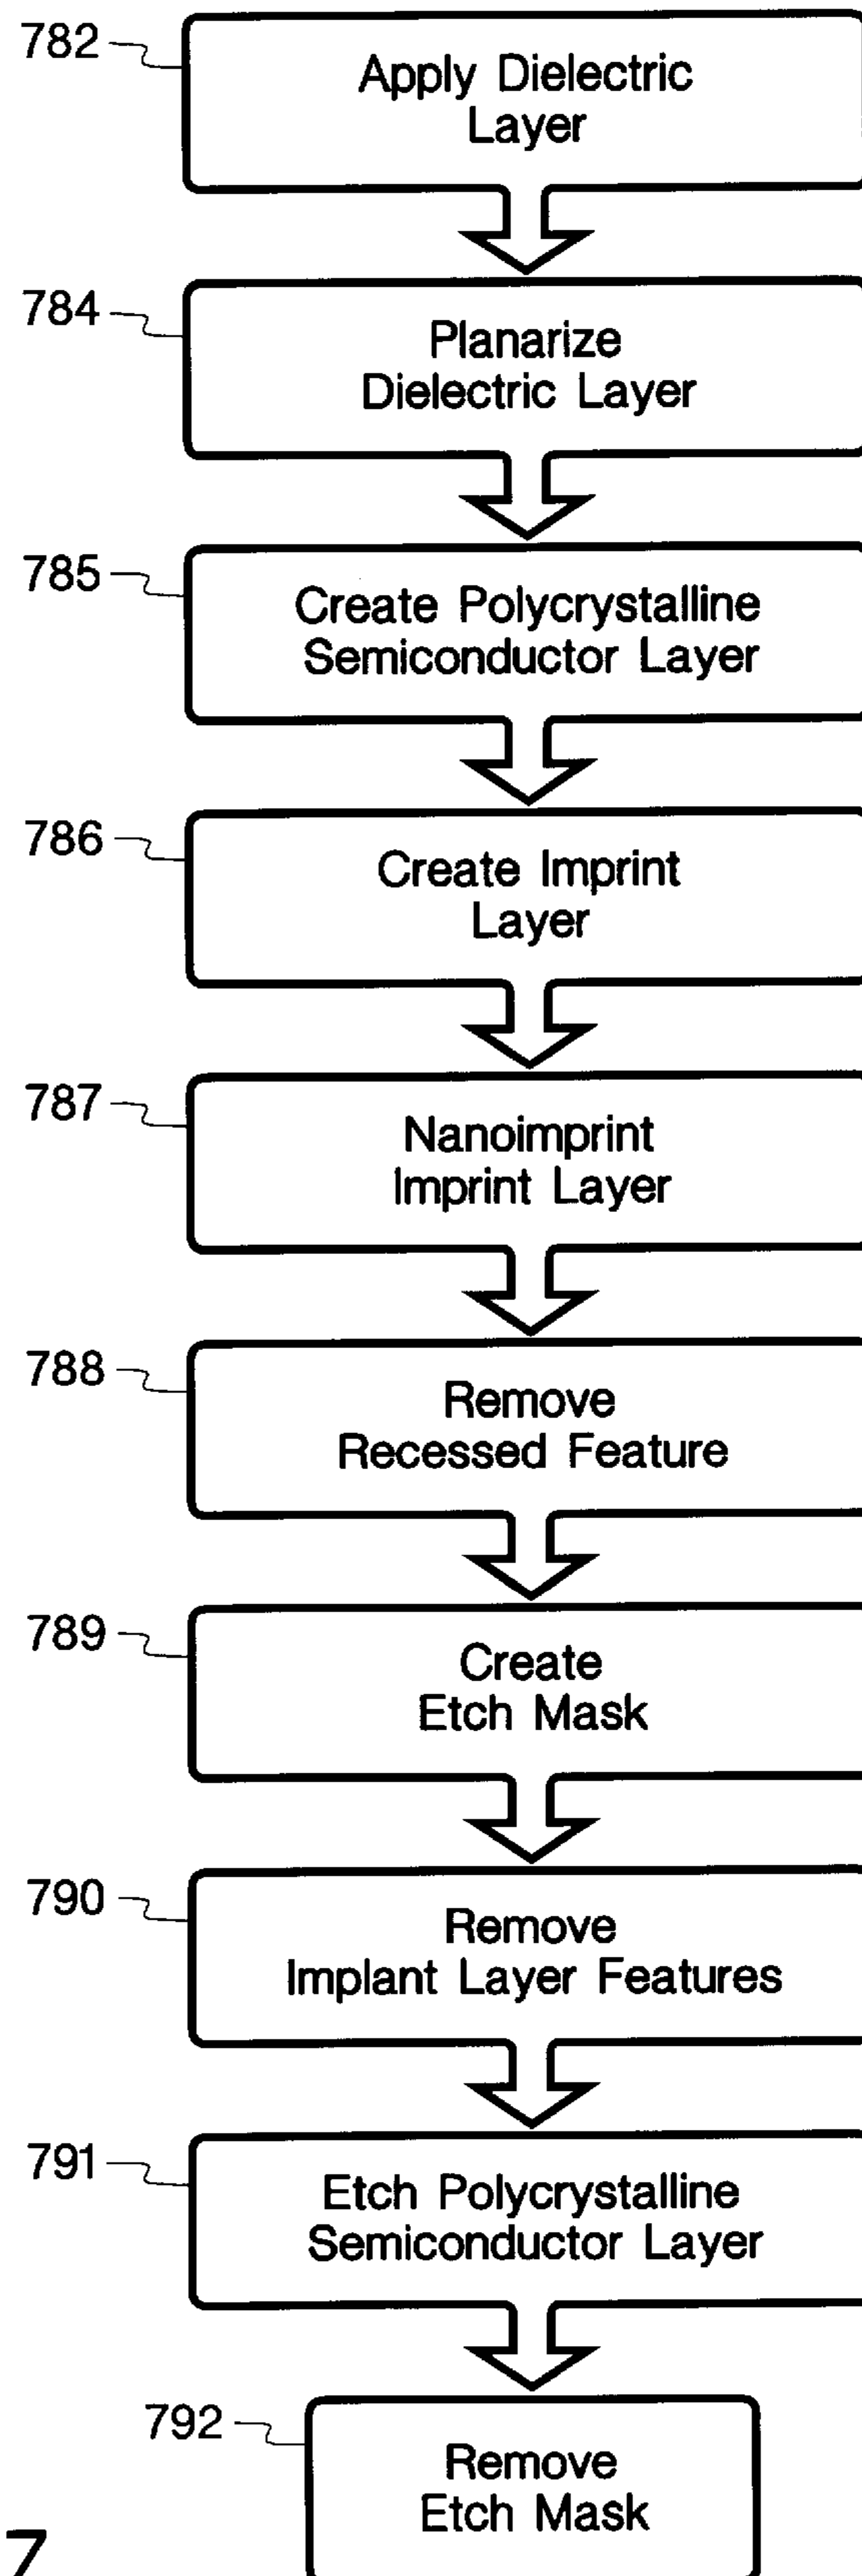 782
Apply Dielectric
Layer
784
Planarize
Dielectric Layer
785
Create Polycrystalline
Semiconductor Layer
786
Create Imprint
Layer
787
Nanoimprint
Imprint Layer
788
Remove
Recessed Feature
789
Create
Etch Mask
790
Remove
Implant Layer Features
791
Etch Polycrystalline
Semiconductor Layer
792
Remove
Etch Mask
7